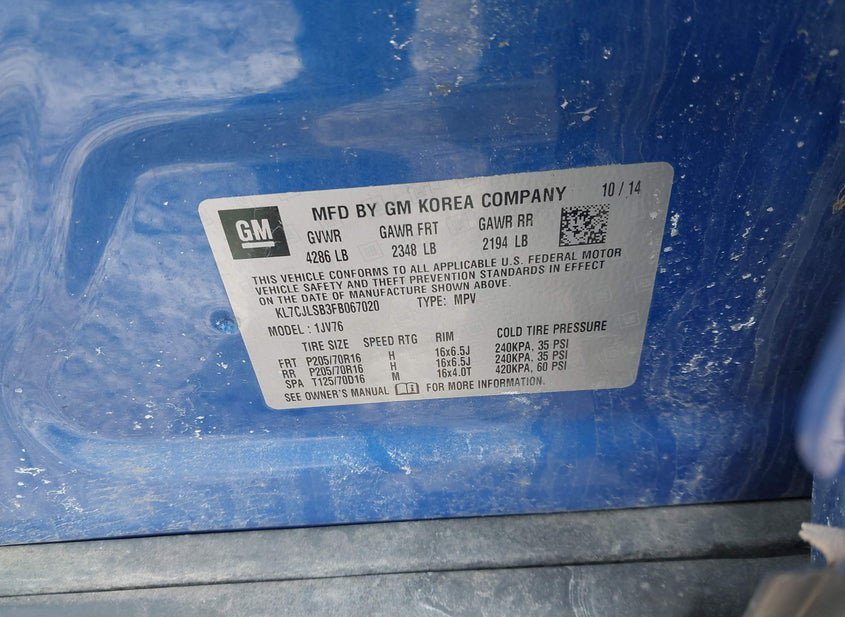 MFD BY GM KOREA COMPANY 10 / 14
GM
GVWR GAWR FRT GAWR RR
4286 LB 2348 LB 2194 LB
THIS VEHICLE CONFORMS TO ALL APPLICABLE U.S. FEDERAL MOTOR
VEHICLE SAFETY AND THEFT PREVENTION STANDARDS IN EFFECT
ON THE DATE OF MANUFACTURE SHOWN ABOVE.
KL7CJLSB3FB067020 TYPE: MPV
MODEL : 1JV76
TIRE SIZE SPEED RTG RIM COLD TIRE PRESSURE
FRT P205/70R16 H 16x6.5J 240KPA, 35 PSI
RR P205/70R16 H 16x6.5J 240KPA, 35 PSI
SPA T125/70D16 M 16x4.0T 420KPA, 60 PSI
SEE OWNER'S MANUAL FOR MORE INFORMATION.